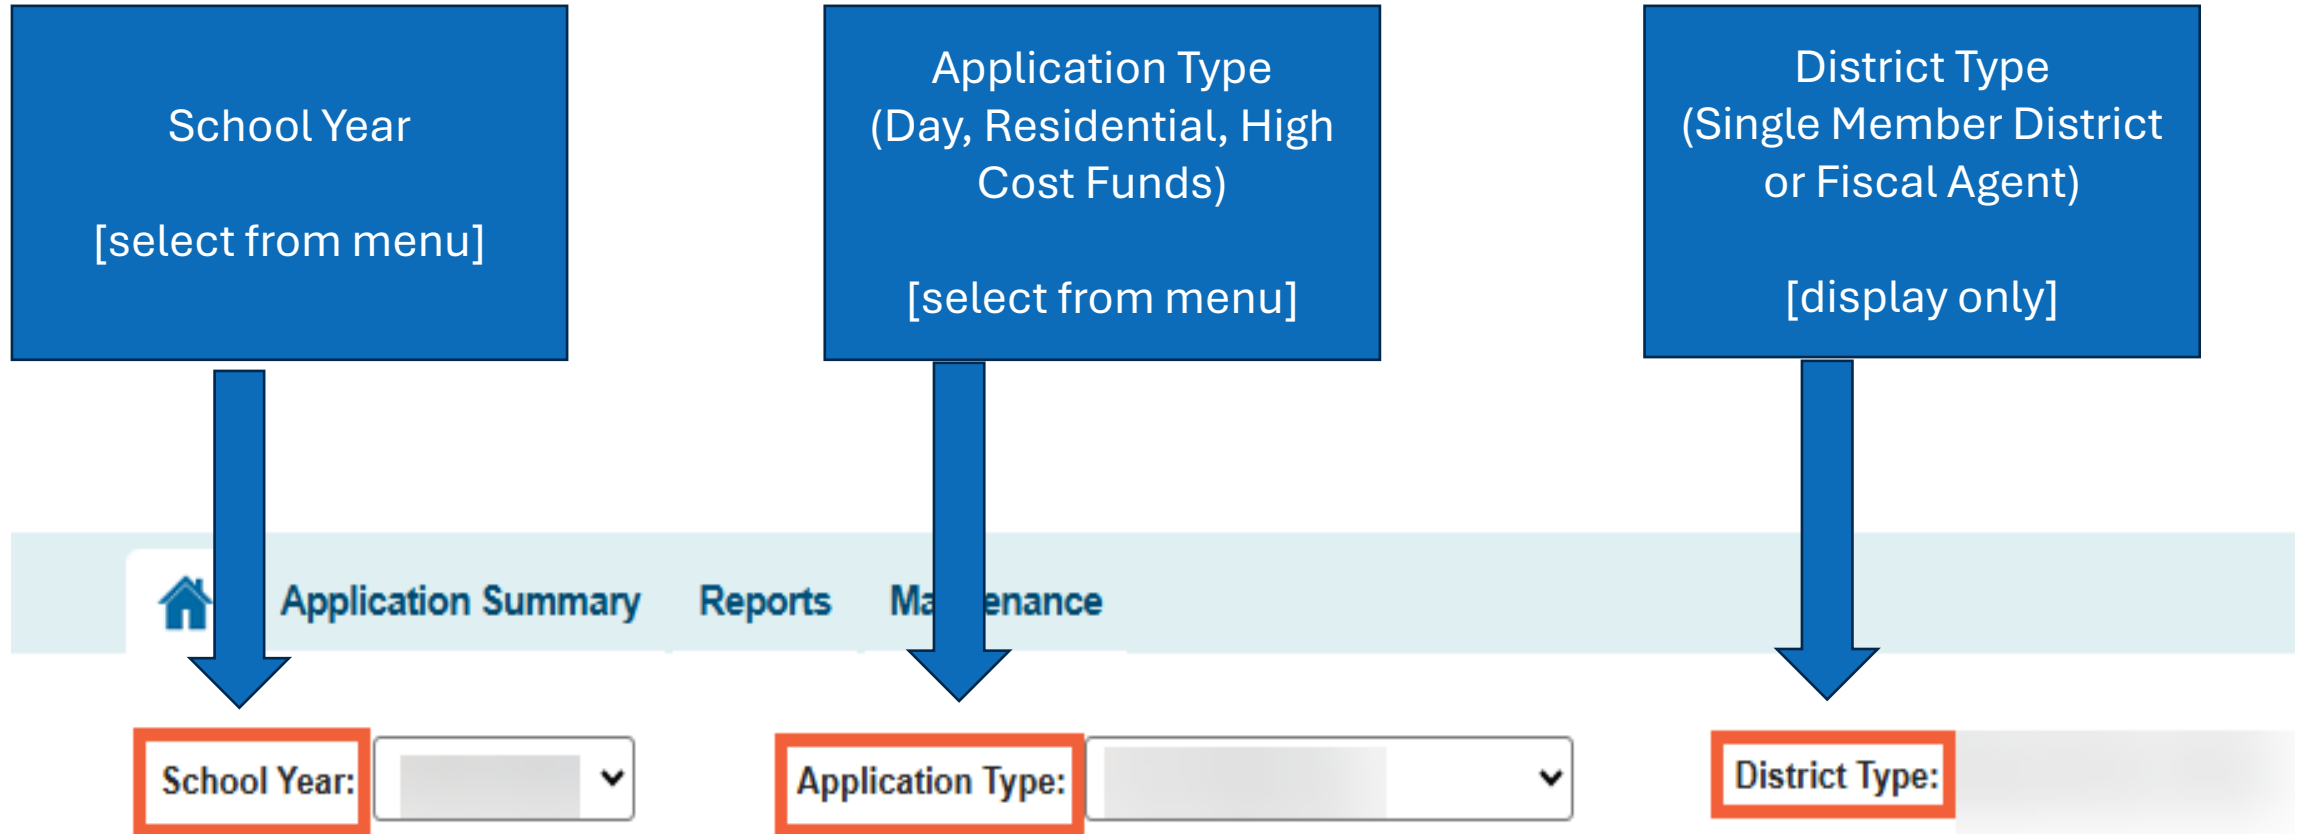 School Year
[select from menu]
Application Type
(Day, Residential, High
Cost Funds)
[select from menu]
District Type
(Single Member District
or Fiscal Agent)
[display only]
Application Summary Reports
School Year:
Application Type:
District Type: